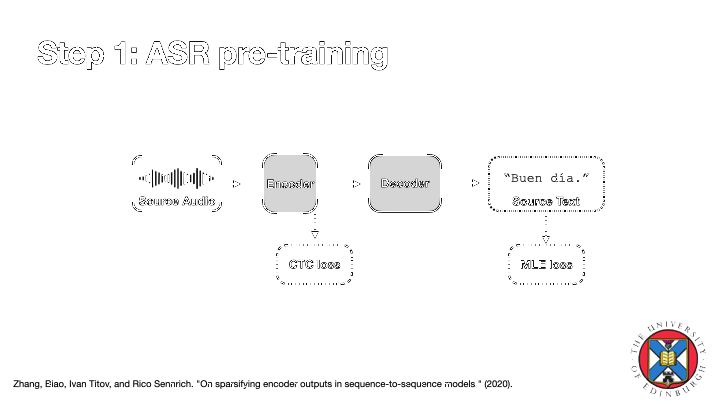 Step 1: ASR pre-training
Source Audio
Encoder
Decoder
"Buen día."
Source Text
CTC loss
MLE loss
THE UNIVERSITY OF EDINBURGH
Zhang, Biao, Ivan Titov, and Rico Sennrich. "On sparsifying encoder outputs in sequence-to-sequence models " (2020).